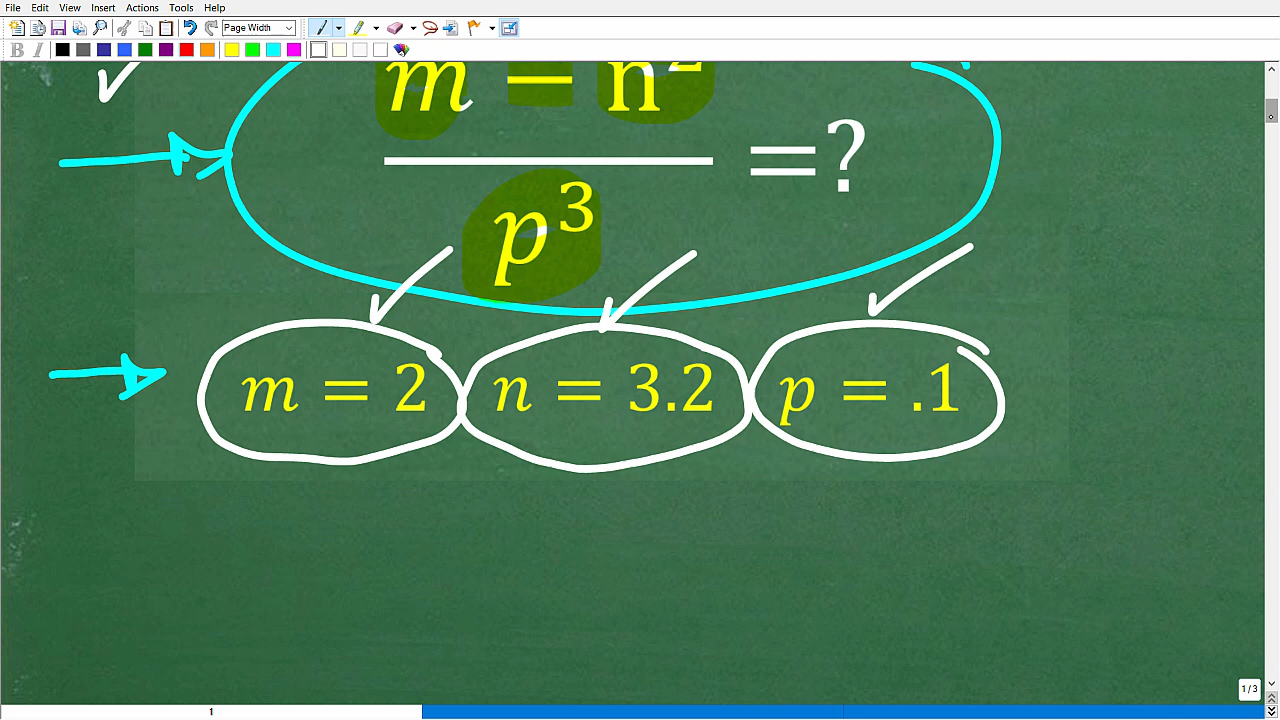 File Edit View Insert Actions Tools Help
Page Width
B I
m − n²
p³
=?
m = 2 n = 3.2 p = .1
1/3
1